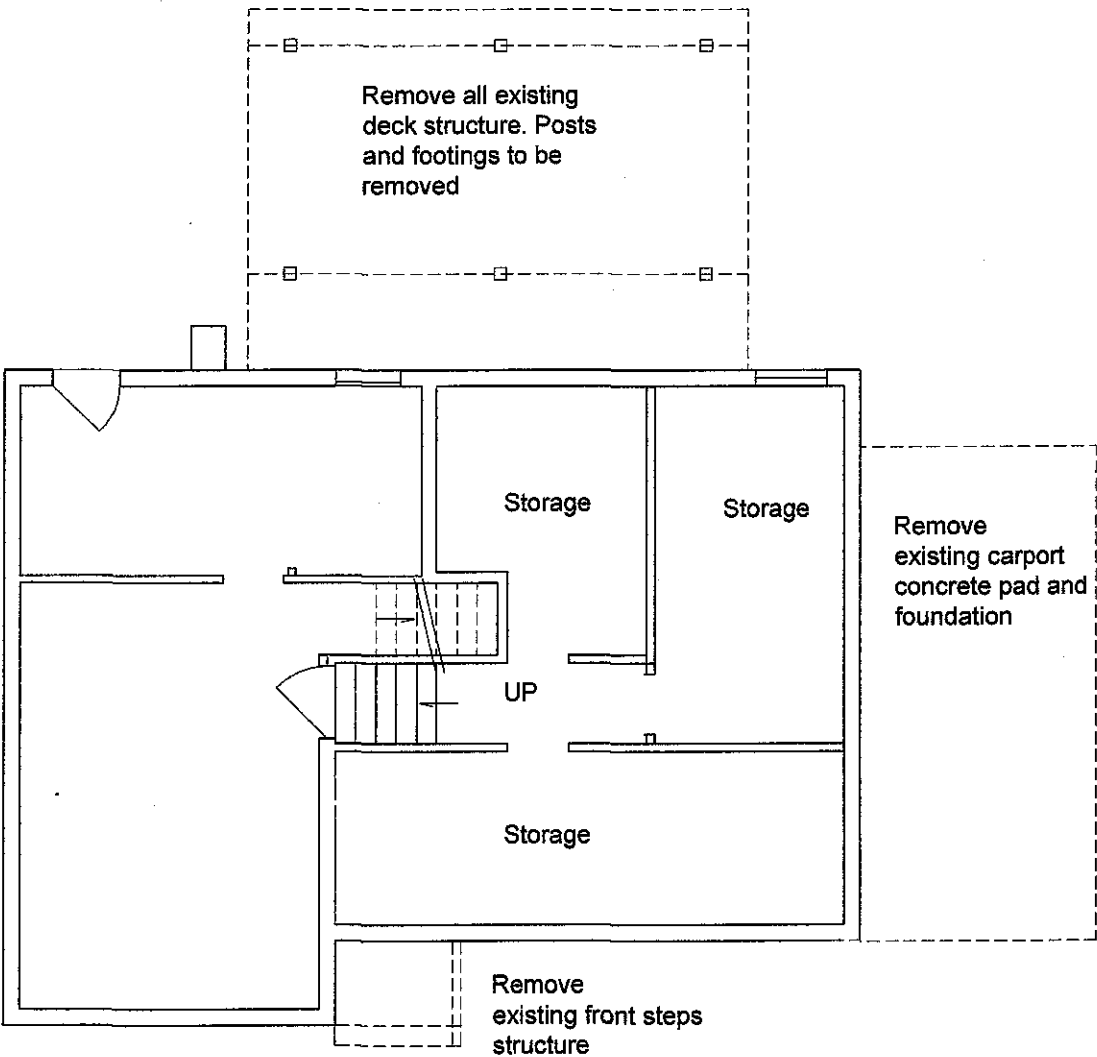 Remove all existing
deck structure. Posts
and footings to be
removed
Storage
Storage
Remove
existing carport
concrete pad and
foundation
UP
Storage
Remove
existing front steps
structure